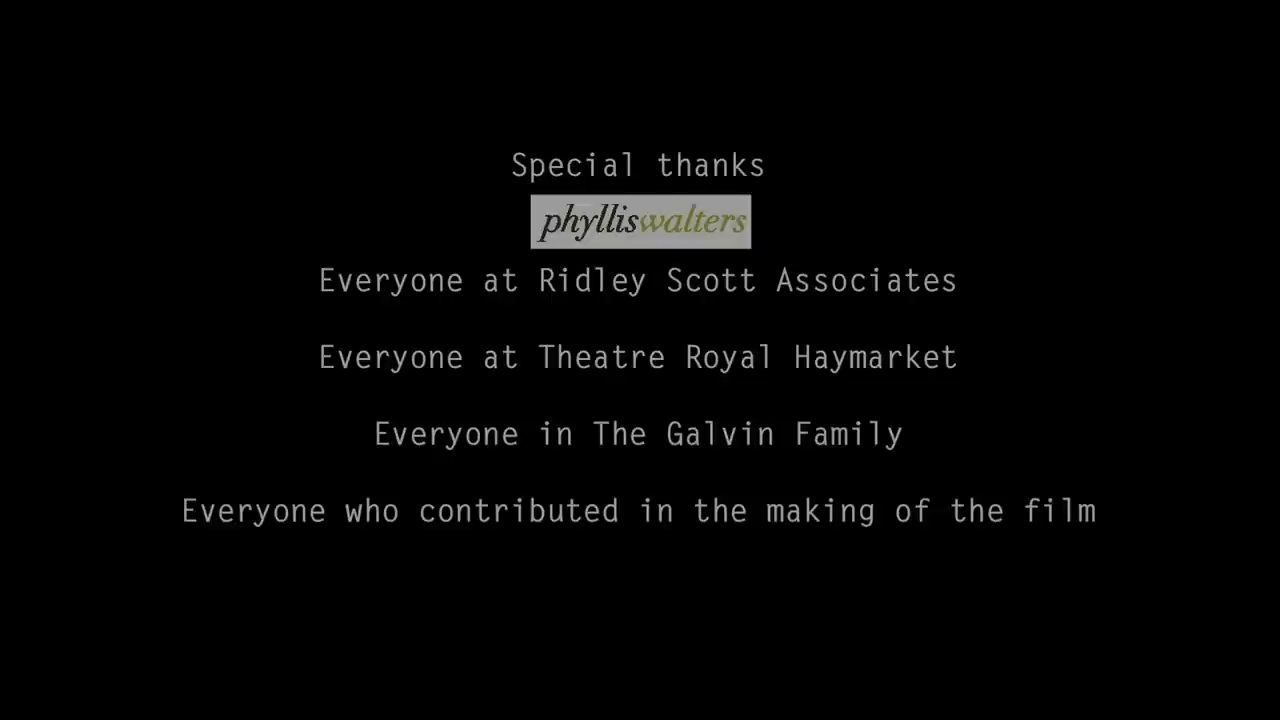 Special thanks
phylliswalters
Everyone at Ridley Scott Associates
Everyone at Theatre Royal Haymarket
Everyone in The Galvin Family
Everyone who contributed in the making of the film